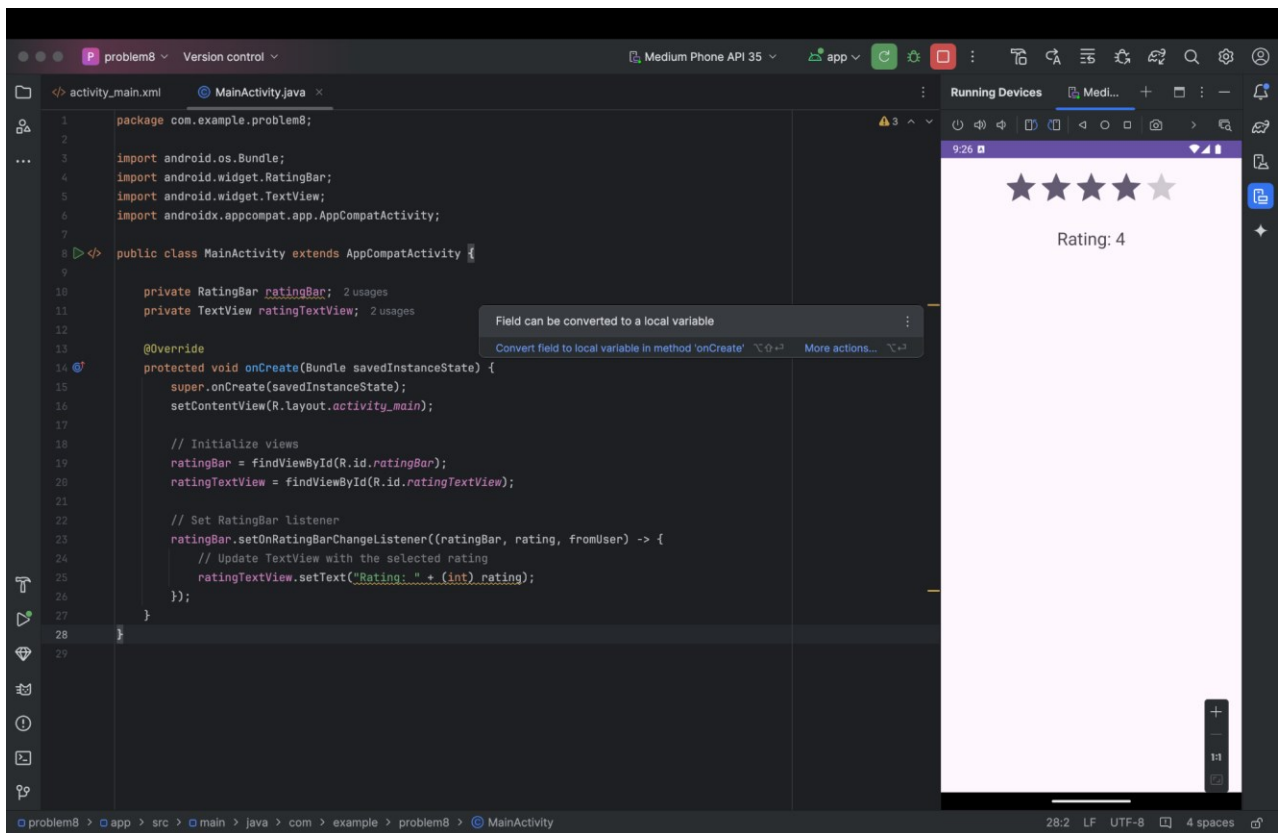 P problem8 Version control Medium Phone API 35 app
activity_main.xml MainActivity.java
Running Devices Medi...
3
9:26
1 package com.example.problem8;
2
3 import android.os.Bundle;
4 import android.widget.RatingBar;
5 import android.widget.TextView;
6 import androidx.appcompat.app.AppCompatActivity;
7
8 </> public class MainActivity extends AppCompatActivity {
9
10 private RatingBar ratingBar; 2 usages
11 private TextView ratingTextView; 2 usages
12
13 @Override
14 protected void onCreate(Bundle savedInstanceState) {
15 super.onCreate(savedInstanceState);
16 setContentView(R.layout.activity_main);
17
18 // Initialize views
19 ratingBar = findViewById(R.id.ratingBar);
20 ratingTextView = findViewById(R.id.ratingTextView);
21
22 // Set RatingBar listener
23 ratingBar.setOnRatingBarChangeListener((ratingBar, rating, fromUser) -> {
24 // Update TextView with the selected rating
25 ratingTextView.setText("Rating: " + (int) rating);
26 });
27 }
28 }
29
Field can be converted to a local variable
Convert field to local variable in method 'onCreate' ⌥⇧⏎ More actions... ⌥⏎
Rating: 4
1:1
problem8 > app > src > main > java > com > example > problem8 > MainActivity
28:2 LF UTF-8 4 spaces